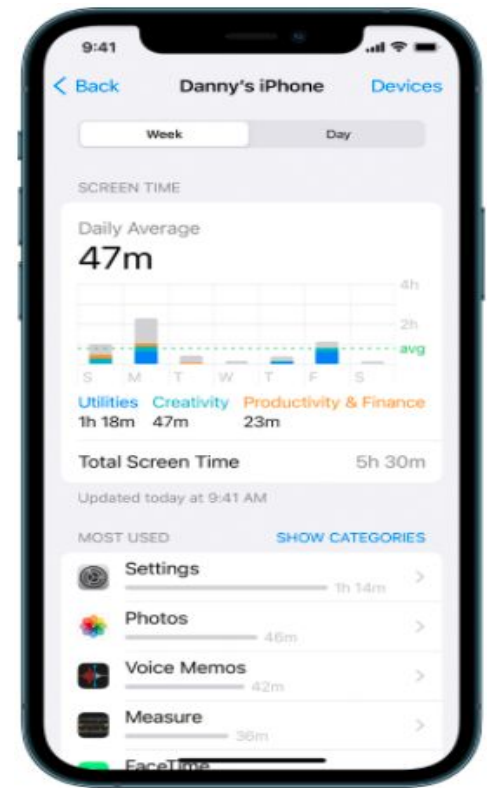 9:41
Back Danny's iPhone Devices
Week Day
SCREEN TIME
Daily Average
47m
4h
2h
avg
S M T W T F S
Utilities Creativity Productivity & Finance
1h 18m 47m 23m
Total Screen Time 5h 30m
Updated today at 9:41 AM
MOST USED SHOW CATEGORIES
Settings
1h 14m
Photos
46m
Voice Memos
42m
Measure
36m
FaceTime